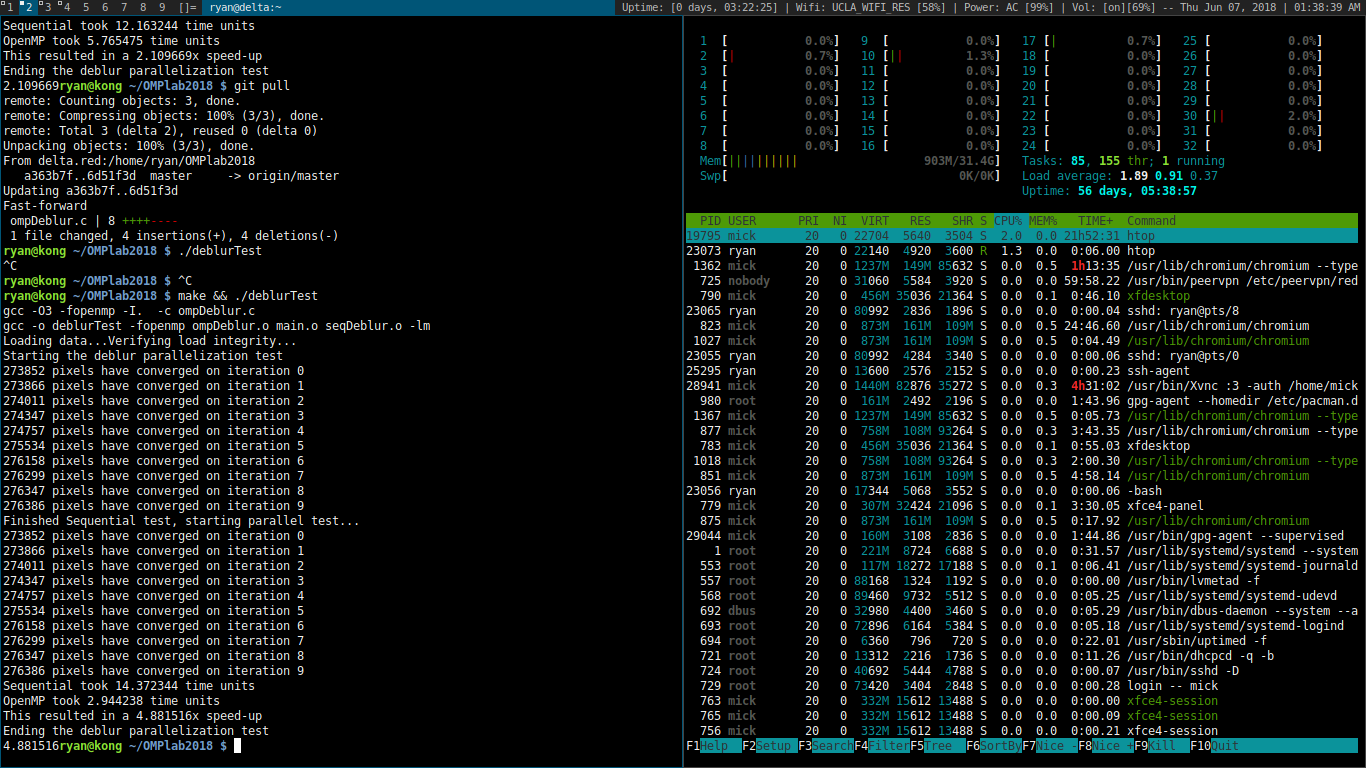 1 2 3 4 5 6 7 8 9 []= ryan@delta:~ Uptime: [0 days, 03:22:25] | Wifi: UCLA_WIFI_RES [58%] | Power: AC [99%] | Vol: [on][69%] -- Thu Jun 07, 2018 | 01:38:39 AM
Sequential took 12.163244 time units
OpenMP took 5.765475 time units
This resulted in a 2.109669x speed-up
Ending the deblur parallelization test
2.109669ryan@kong ~/OMPlab2018 $ git pull
remote: Counting objects: 3, done.
remote: Compressing objects: 100% (3/3), done.
remote: Total 3 (delta 2), reused 0 (delta 0)
Unpacking objects: 100% (3/3), done.
From delta.red:/home/ryan/OMPlab2018
   a363b7f..6d51f3d  master     -> origin/master
Updating a363b7f..6d51f3d
Fast-forward
 ompDeblur.c | 8 ++++----
 1 file changed, 4 insertions(+), 4 deletions(-)
ryan@kong ~/OMPlab2018 $ ./deblurTest
^C
ryan@kong ~/OMPlab2018 $ ^C
ryan@kong ~/OMPlab2018 $ make && ./deblurTest
gcc -O3 -fopenmp -I.  -c ompDeblur.c
gcc -o deblurTest -fopenmp ompDeblur.o main.o seqDeblur.o -lm
Loading data...Verifying load integrity...
Starting the deblur parallelization test
273852 pixels have converged on iteration 0
273866 pixels have converged on iteration 1
274011 pixels have converged on iteration 2
274347 pixels have converged on iteration 3
274757 pixels have converged on iteration 4
275534 pixels have converged on iteration 5
276158 pixels have converged on iteration 6
276299 pixels have converged on iteration 7
276347 pixels have converged on iteration 8
276386 pixels have converged on iteration 9
Finished Sequential test, starting parallel test...
273852 pixels have converged on iteration 0
273866 pixels have converged on iteration 1
274011 pixels have converged on iteration 2
274347 pixels have converged on iteration 3
274757 pixels have converged on iteration 4
275534 pixels have converged on iteration 5
276158 pixels have converged on iteration 6
276299 pixels have converged on iteration 7
276347 pixels have converged on iteration 8
276386 pixels have converged on iteration 9
Sequential took 14.372344 time units
OpenMP took 2.944238 time units
This resulted in a 4.881516x speed-up
Ending the deblur parallelization test
4.881516ryan@kong ~/OMPlab2018 $
1 [ 0.0%] 9 [ 0.0%] 17 [| 0.7%] 25 [ 0.0%]
2 [| 0.7%] 10 [|| 1.3%] 18 [ 0.0%] 26 [ 0.0%]
3 [ 0.0%] 11 [ 0.0%] 19 [ 0.0%] 27 [ 0.0%]
4 [ 0.0%] 12 [ 0.0%] 20 [ 0.0%] 28 [ 0.0%]
5 [ 0.0%] 13 [ 0.0%] 21 [ 0.0%] 29 [ 0.0%]
6 [ 0.0%] 14 [ 0.0%] 22 [ 0.0%] 30 [|| 2.0%]
7 [ 0.0%] 15 [ 0.0%] 23 [ 0.0%] 31 [ 0.0%]
8 [ 0.0%] 16 [ 0.0%] 24 [ 0.0%] 32 [ 0.0%]
Mem[|||||||||| 903M/31.4G] Tasks: 85, 155 thr; 1 running
Swp[ 0K/0K] Load average: 1.89 0.91 0.37
Uptime: 56 days, 05:38:57
PID USER PRI NI VIRT RES SHR S CPU% MEM% TIME+ Command
19795 mick 20 0 22704 5640 3504 S 2.0 0.0 21h52:31 htop
23073 ryan 20 0 22140 4920 3600 R 1.3 0.0 0:06.00 htop
1362 mick 20 0 1237M 149M 85632 S 0.0 0.5 1h13:35 /usr/lib/chromium/chromium --type
725 nobody 20 0 31060 5584 3920 S 0.0 0.0 59:58.22 /usr/bin/peervpn /etc/peervpn/red
790 mick 20 0 456M 35036 21364 S 0.0 0.1 0:46.10 xfdesktop
23065 ryan 20 0 80992 2836 1896 S 0.0 0.0 0:00.04 sshd: ryan@pts/8
823 mick 20 0 873M 161M 109M S 0.0 0.5 24:46.60 /usr/lib/chromium/chromium
1027 mick 20 0 873M 161M 109M S 0.0 0.5 0:04.49 /usr/lib/chromium/chromium
23055 ryan 20 0 80992 4284 3340 S 0.0 0.0 0:00.06 sshd: ryan@pts/0
25295 ryan 20 0 13600 2576 2152 S 0.0 0.0 0:00.23 ssh-agent
28941 mick 20 0 1440M 82876 35272 S 0.0 0.3 4h31:02 /usr/bin/Xvnc :3 -auth /home/mick
980 root 20 0 161M 2492 2196 S 0.0 0.0 1:43.96 gpg-agent --homedir /etc/pacman.d
1367 mick 20 0 1237M 149M 85632 S 0.0 0.5 0:05.73 /usr/lib/chromium/chromium --type
877 mick 20 0 758M 108M 93264 S 0.0 0.3 3:43.35 /usr/lib/chromium/chromium --type
783 mick 20 0 456M 35036 21364 S 0.0 0.1 0:55.03 xfdesktop
1018 mick 20 0 758M 108M 93264 S 0.0 0.3 2:00.30 /usr/lib/chromium/chromium --type
851 mick 20 0 873M 161M 109M S 0.0 0.5 4:58.14 /usr/lib/chromium/chromium
23056 ryan 20 0 17344 5068 3552 S 0.0 0.0 0:00.06 -bash
779 mick 20 0 307M 32424 21096 S 0.0 0.1 3:30.05 xfce4-panel
875 mick 20 0 873M 161M 109M S 0.0 0.5 0:17.92 /usr/lib/chromium/chromium
29044 mick 20 0 160M 3108 2836 S 0.0 0.0 1:44.86 /usr/bin/gpg-agent --supervised
1 root 20 0 221M 8724 6688 S 0.0 0.0 0:31.57 /usr/lib/systemd/systemd --system
553 root 20 0 117M 18272 17188 S 0.0 0.1 0:06.41 /usr/lib/systemd/systemd-journald
557 root 20 0 88168 1324 1192 S 0.0 0.0 0:00.00 /usr/bin/lvmetad -f
568 root 20 0 89460 9732 5512 S 0.0 0.0 0:05.25 /usr/lib/systemd/systemd-udevd
692 dbus 20 0 32980 4400 3460 S 0.0 0.0 0:05.29 /usr/bin/dbus-daemon --system --a
693 root 20 0 72896 6164 5384 S 0.0 0.0 0:05.18 /usr/lib/systemd/systemd-logind
694 root 20 0 6360 796 720 S 0.0 0.0 0:22.01 /usr/sbin/uptimed -f
721 root 20 0 13312 2216 1736 S 0.0 0.0 0:11.26 /usr/bin/dhcpcd -q -b
724 root 20 0 40692 5444 4788 S 0.0 0.0 0:00.07 /usr/bin/sshd -D
729 root 20 0 73420 3404 2848 S 0.0 0.0 0:00.28 login -- mick
763 mick 20 0 332M 15612 13488 S 0.0 0.0 0:00.00 xfce4-session
765 mick 20 0 332M 15612 13488 S 0.0 0.0 0:00.09 xfce4-session
756 mick 20 0 332M 15612 13488 S 0.0 0.0 0:00.21 xfce4-session
F1Help F2Setup F3SearchF4FilterF5Tree F6SortByF7Nice -F8Nice +F9Kill F10Quit